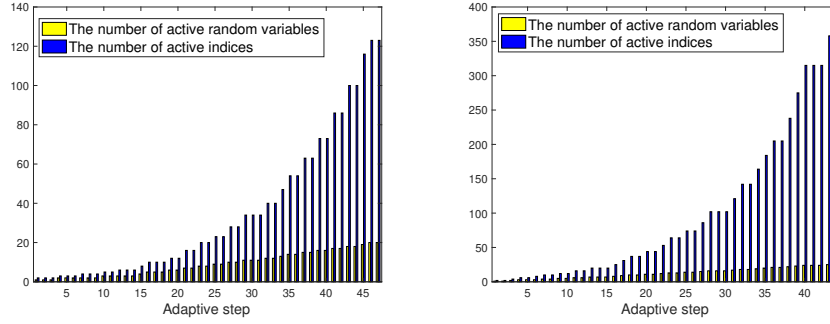 140
120
100
80
60
40
20
0
The number of active random variables
The number of active indices
5 10 15 20 25 30 35 40 45
Adaptive step
400
350
300
250
200
150
100
50
0
The number of active random variables
The number of active indices
5 10 15 20 25 30 35 40
Adaptive step